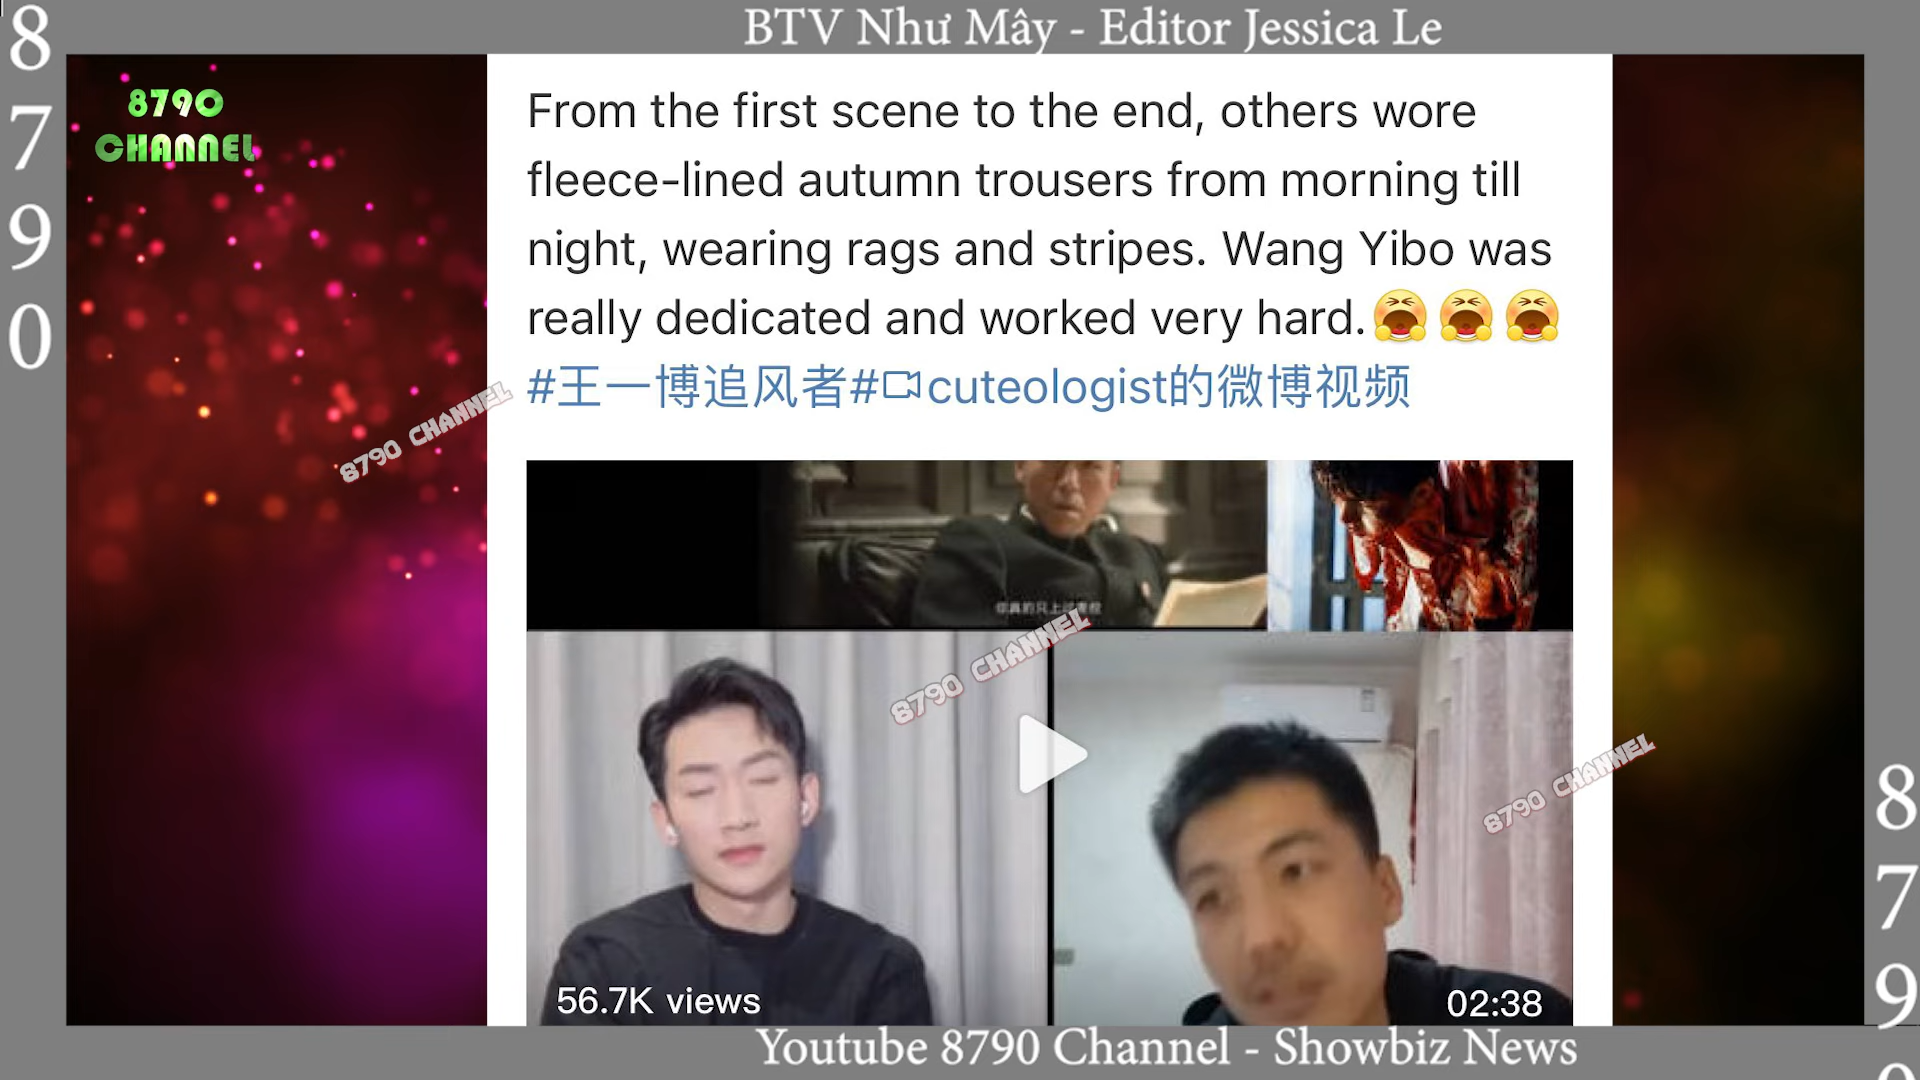 BTV Như Mây - Editor Jessica Le
8
7
9
0
8790
CHANNEL
From the first scene to the end, others wore
fleece-lined autumn trousers from morning till
night, wearing rags and stripes. Wang Yibo was
really dedicated and worked very hard.
#王一博追风者#cuteologist的微博视频
8790 CHANNEL
8790 CHANNEL
8790 CHANNEL
56.7K views
02:38
8
7
9
Youtube 8790 Channel - Showbiz News